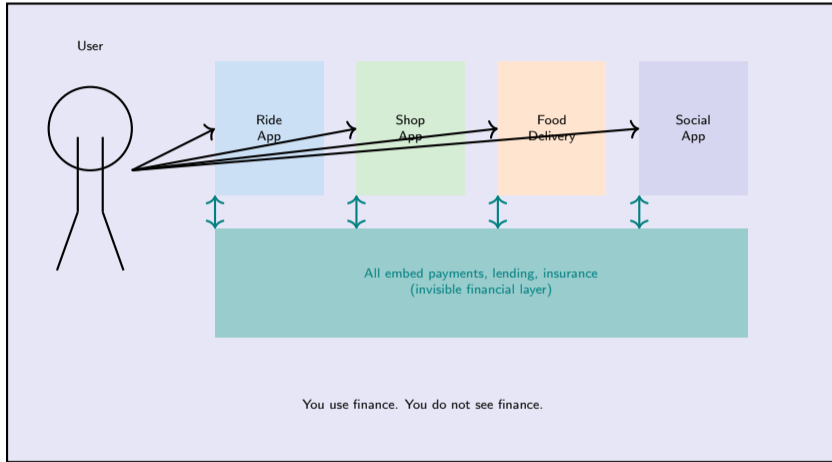 User
Ride
App
Shop
App
Food
Delivery
Social
App
All embed payments, lending, insurance
(invisible financial layer)
You use finance. You do not see finance.